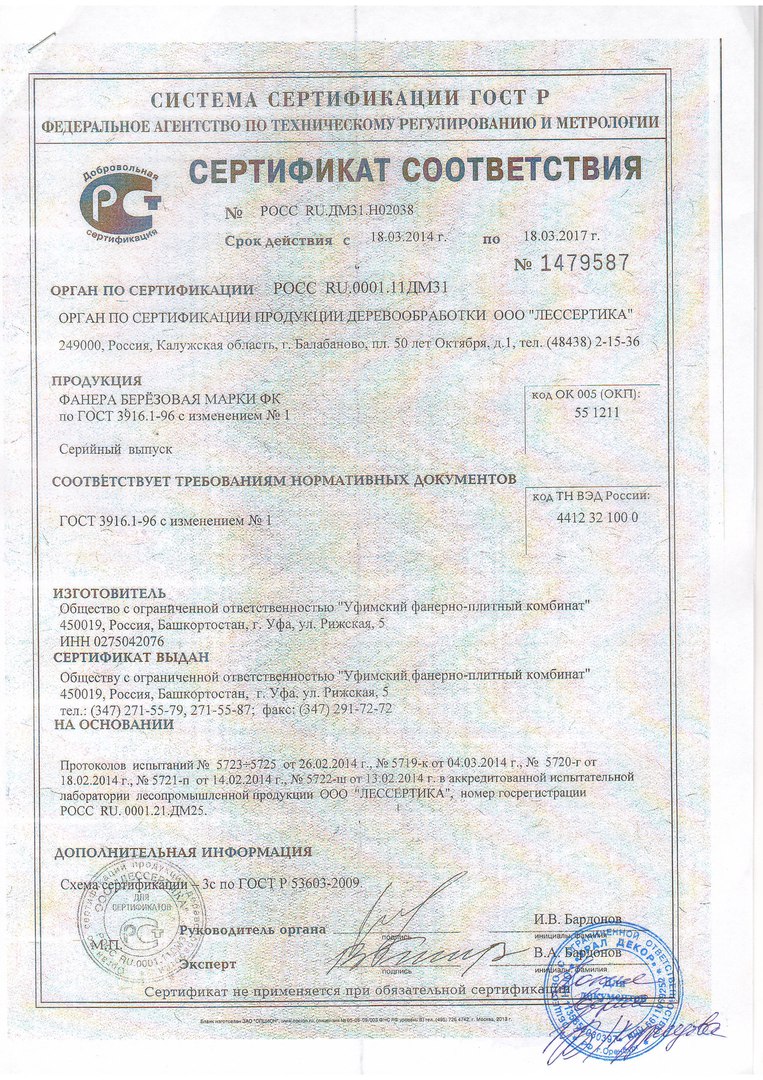 СИСТЕМА СЕРТИФИКАЦИИ ГОСТ Р
ФЕДЕРАЛЬНОЕ АГЕНТСТВО ПО ТЕХНИЧЕСКОМУ РЕГУЛИРОВАНИЮ И МЕТРОЛОГИИ
Добровольная
РСТ
сертификация
СЕРТИФИКАТ СООТВЕТСТВИЯ
№ РОСС RU.ДМ31.Н02038
Срок действия с 18.03.2014 г. по 18.03.2017 г.
№ 1479587
ОРГАН ПО СЕРТИФИКАЦИИ РОСС RU.0001.11ДМ31
ОРГАН ПО СЕРТИФИКАЦИИ ПРОДУКЦИИ ДЕРЕВООБРАБОТКИ ООО "ЛЕССЕРТИКА"
249000, Россия, Калужская область, г. Балабаново, пл. 50 лет Октября, д.1, тел. (48438) 2-15-36
ПРОДУКЦИЯ
ФАНЕРА БЕРЁЗОВАЯ МАРКИ ФК
по ГОСТ 3916.1-96 с изменением № 1
Серийный выпуск
код ОК 005 (ОКП):
55 1211
СООТВЕТСТВУЕТ ТРЕБОВАНИЯМ НОРМАТИВНЫХ ДОКУМЕНТОВ
ГОСТ 3916.1-96 с изменением № 1
код ТН ВЭД России:
4412 32 100 0
ИЗГОТОВИТЕЛЬ
Общество с ограниченной ответственностью "Уфимский фанерно-плитный комбинат"
450019, Россия, Башкортостан, г. Уфа, ул. Рижская, 5
ИНН 0275042076
СЕРТИФИКАТ ВЫДАН
Обществу с ограниченной ответственностью "Уфимский фанерно-плитный комбинат"
450019, Россия, Башкортостан, г. Уфа, ул. Рижская, 5
тел.: (347) 271-55-79, 271-55-87; факс: (347) 291-72-72
НА ОСНОВАНИИ
Протоколов испытаний № 5723÷5725 от 26.02.2014 г., № 5719-к от 04.03.2014 г., № 5720-г от
18.02.2014 г., № 5721-п от 14.02.2014 г., № 5722-ш от 13.02.2014 г. в аккредитованной испытательной
лаборатории лесопромышленной продукции ООО "ЛЕССЕРТИКА", номер госрегистрации
РОСС RU. 0001.21.ДМ25.
ДОПОЛНИТЕЛЬНАЯ ИНФОРМАЦИЯ
Схема сертификации – 3с по ГОСТ Р 53603-2009.
ООО «ЛЕССЕРТИКА»
ДЛЯ
СЕРТИФИКАТОВ
М.П.
Руководитель органа
подпись
И.В. Бардонов
инициалы, фамилия
Эксперт
подпись
В.А. Бардонов
инициалы, фамилия
Сертификат не применяется при обязательной сертификации
«УРАЛ ДЕКОР»
Для
документов